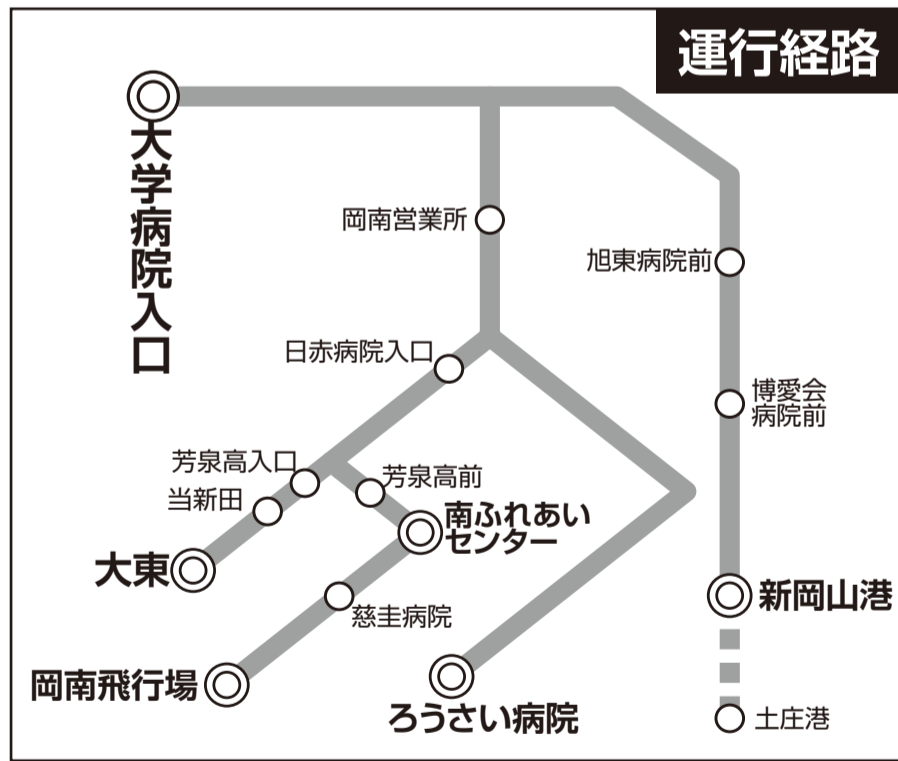 運行経路
大学病院入口
岡南営業所
旭東病院前
日赤病院入口
博愛会
病院前
芳泉高入口
芳泉高前
当新田
南ふれあい
センター
大東
慈圭病院
新岡山港
岡南飛行場
ろうさい病院
土庄港